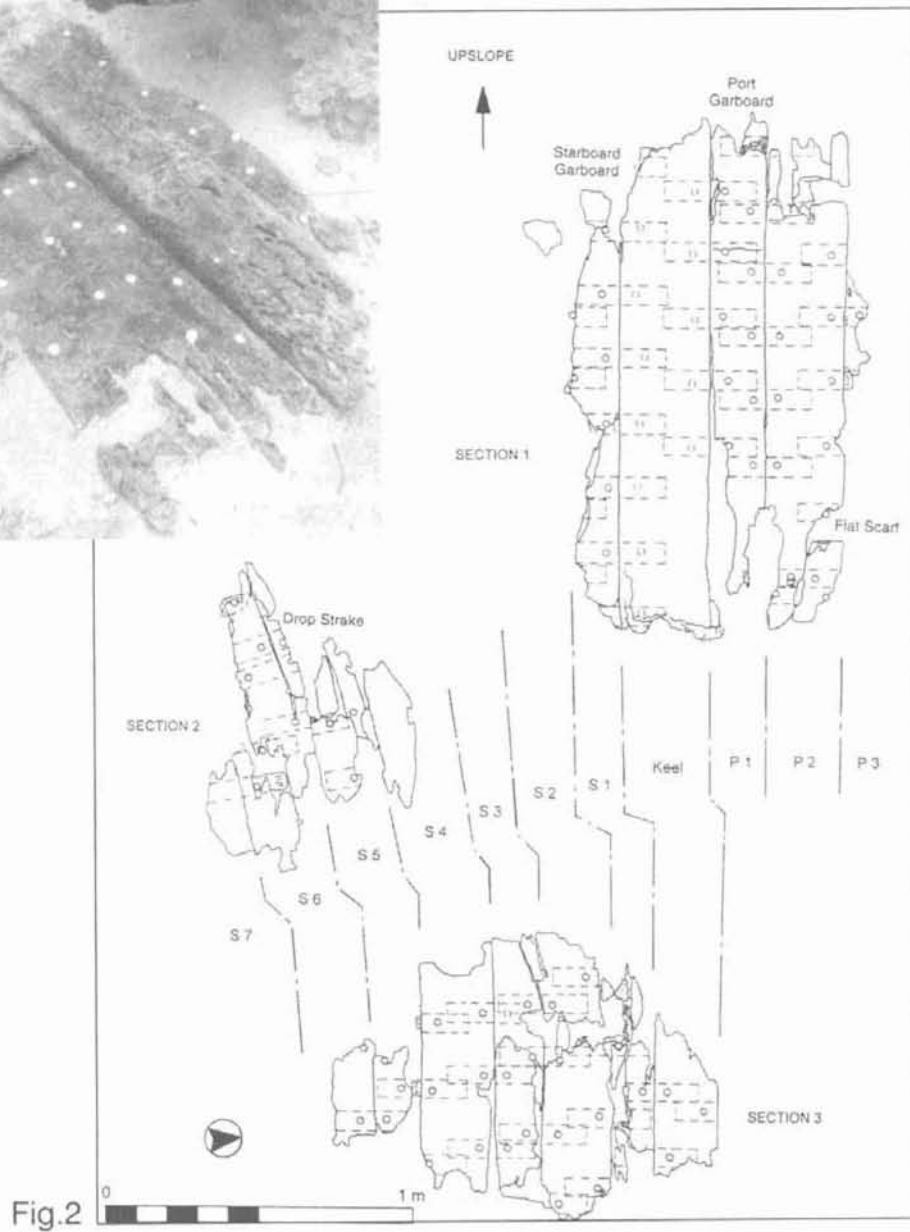 UPSLOPE
Port
Garboard
Starboard
Garboard
SECTION 1
Flat Scarf
Drop Strake
SECTION 2
Keel
P 1
P 2
P 3
S 1
S 2
S 3
S 4
S 5
S 6
S 7
SECTION 3
0
1 m
Fig.2